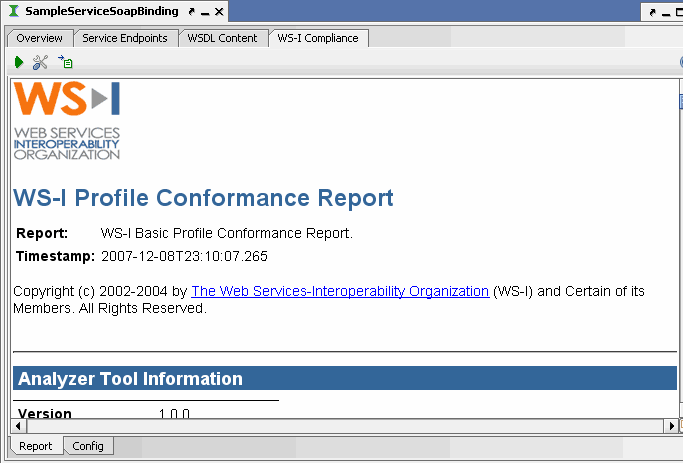 SampleServiceSoapBinding
Overview Service Endpoints WSDL Content WS-I Compliance
WS-I
WEB SERVICES
INTEROPERABILITY
ORGANIZATION
WS-I Profile Conformance Report
Report: WS-I Basic Profile Conformance Report.
Timestamp: 2007-12-08T23:10:07.265
Copyright (c) 2002-2004 by The Web Services-Interoperability Organization (WS-I) and Certain of its
Members. All Rights Reserved.
Analyzer Tool Information
Version 1.0.0
Report Config